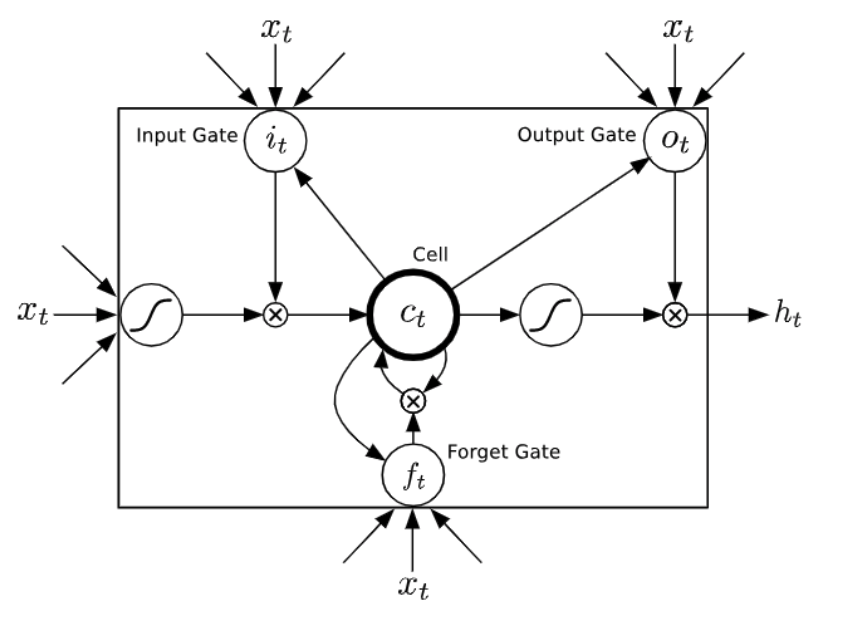 x_t x_t
Input Gate i_t Output Gate o_t
Cell
x_t c_t h_t
Forget Gate
f_t
x_t